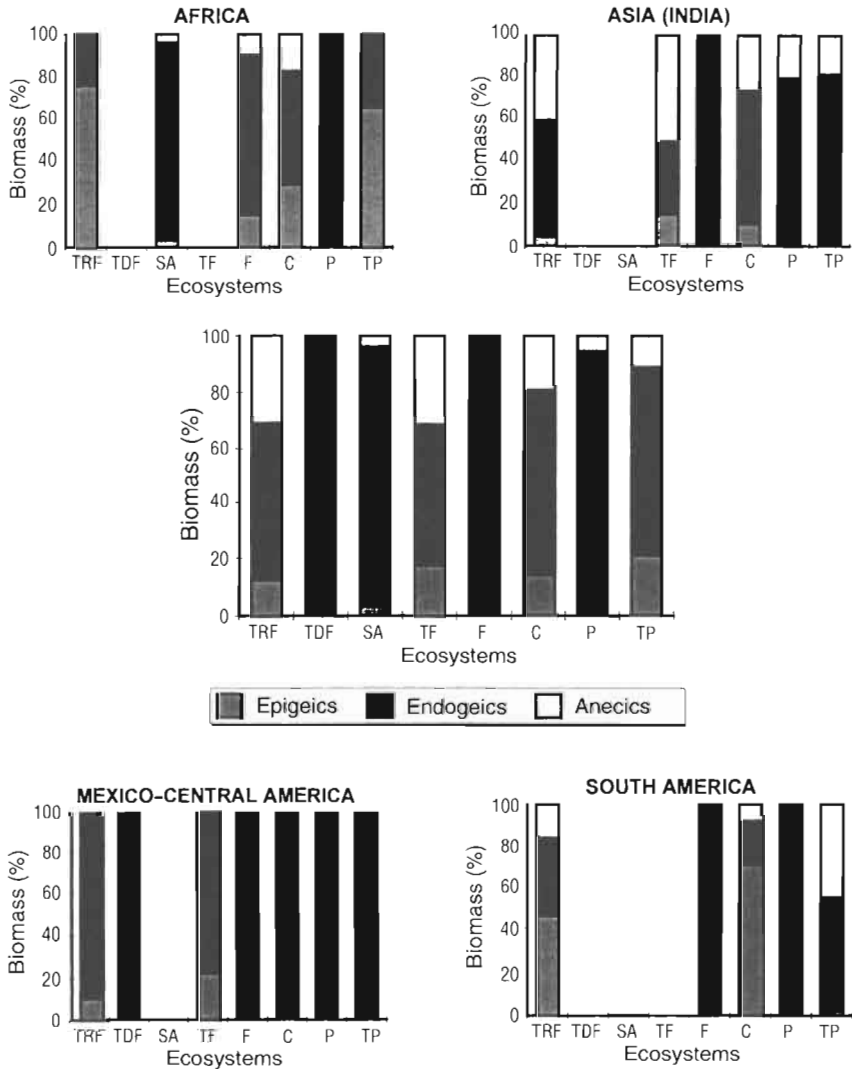 AFRICA
Biomass (%)
100
80
60
40
20
0
TRF TDF SA TF F C P TP
Ecosystems
ASIA (INDIA)
Biomass (%)
100
80
60
40
20
0
TRF TDF SA TF F C P TP
Ecosystems
Biomass (%)
100
80
60
40
20
0
TRF TDF SA TF F C P TP
Ecosystems
Epigeics Endogeics Anecics
MEXICO–CENTRAL AMERICA
Biomass (%)
100
80
60
40
20
0
TRF TDF SA TF F C P TP
Ecosystems
SOUTH AMERICA
Biomass (%)
100
80
60
40
20
0
TRF TDF SA TF F C P TP
Ecosystems